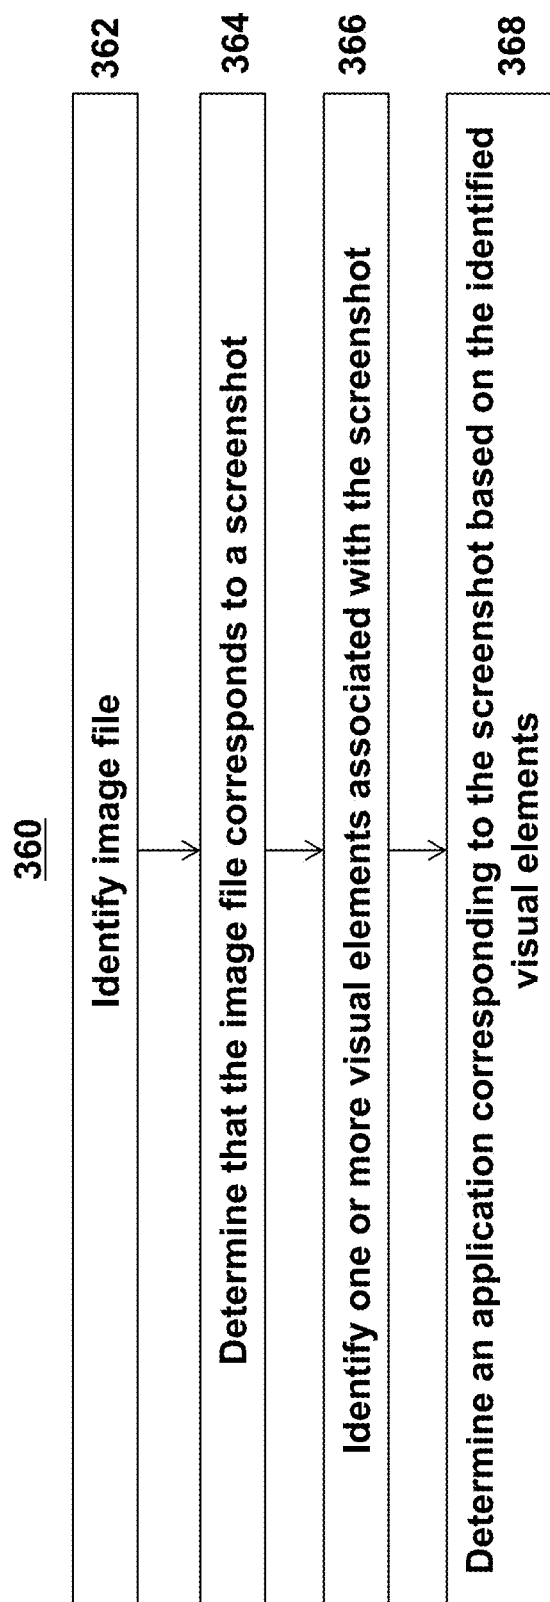 360
Identify image file
362
Determine that the image file corresponds to a screenshot
364
Identify one or more visual elements associated with the screenshot
366
Determine an application corresponding to the screenshot based on the identified
visual elements
368